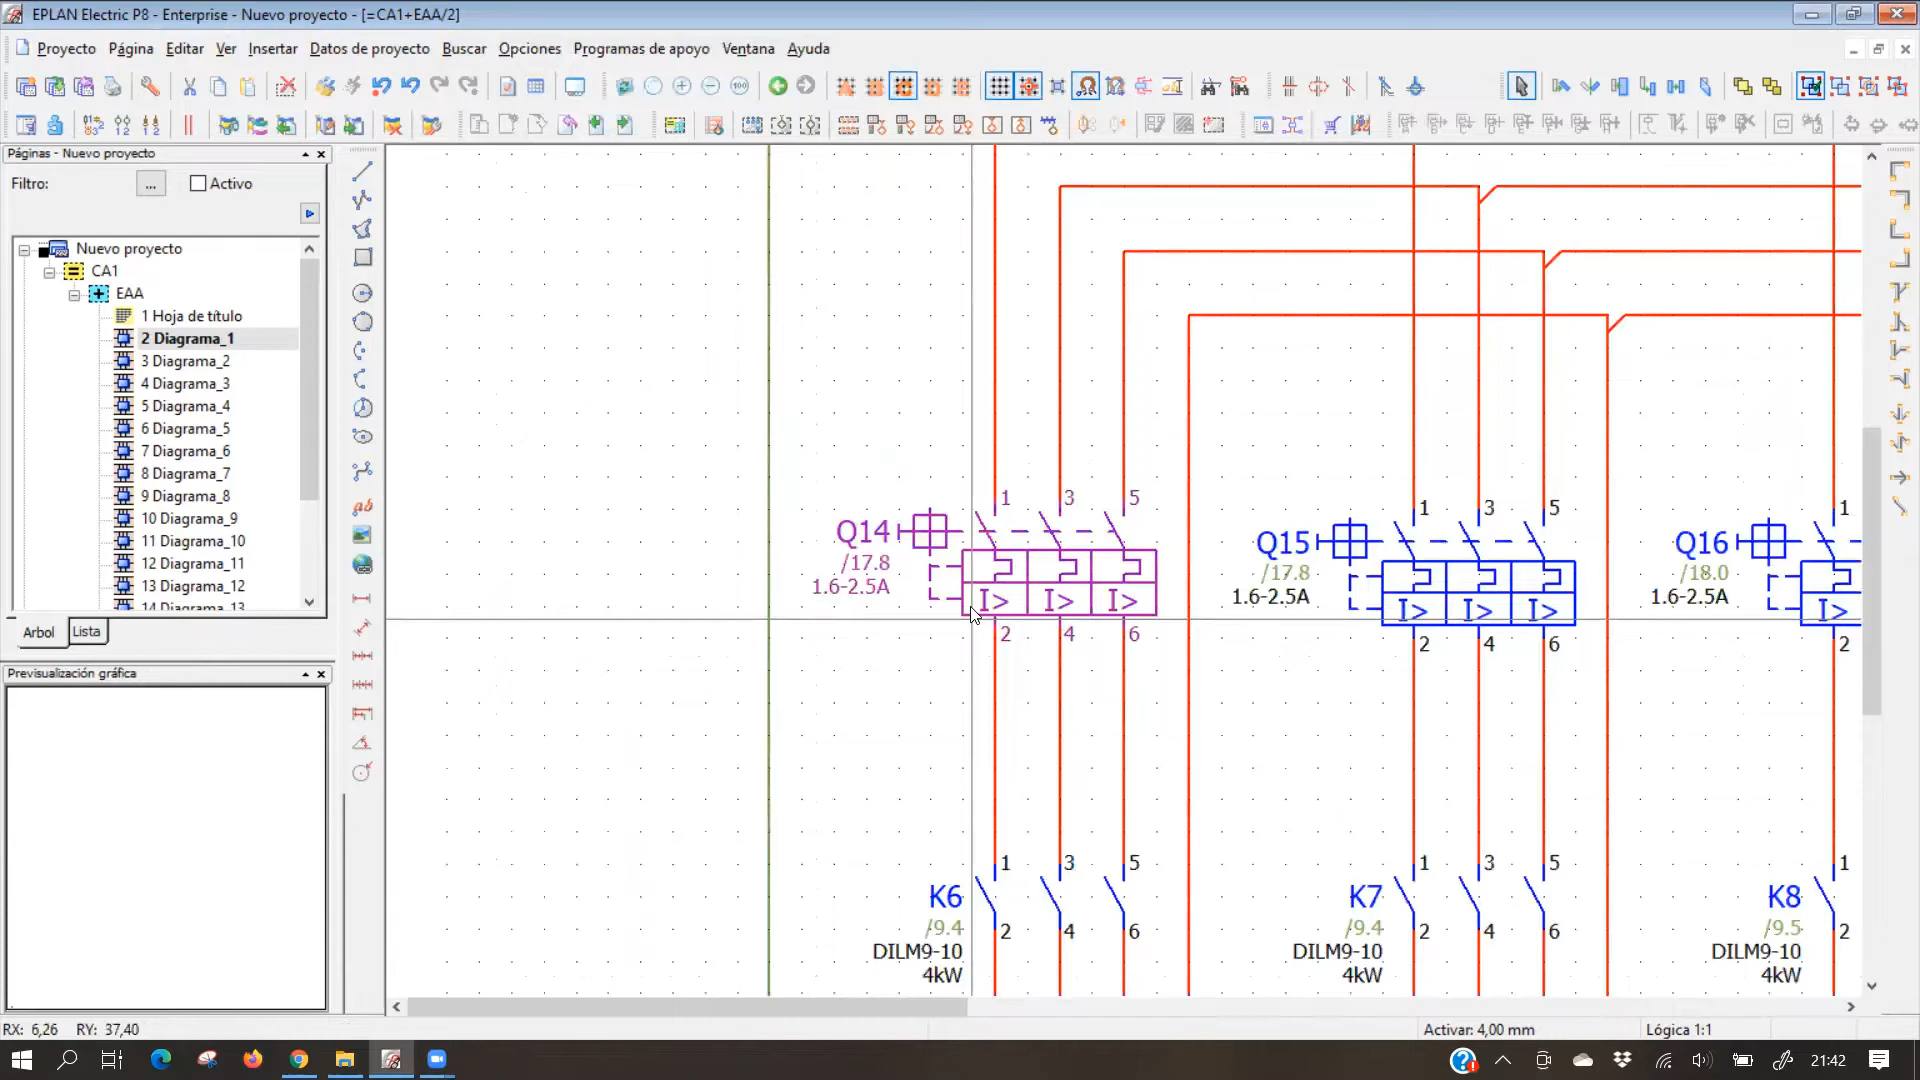 EPLAN Electric P8 - Enterprise - Nuevo proyecto - [=CA1+EAA/2]
Proyecto Página Editar Ver Insertar Datos de proyecto Buscar Opciones Programas de apoyo Ventana Ayuda
100
Páginas - Nuevo proyecto
Filtro: ... Activo
Nuevo proyecto
CA1
EAA
1 Hoja de título
2 Diagrama_1
3 Diagrama_2
4 Diagrama_3
5 Diagrama_4
6 Diagrama_5
7 Diagrama_6
8 Diagrama_7
9 Diagrama_8
10 Diagrama_9
11 Diagrama_10
12 Diagrama_11
13 Diagrama_12
14 Diagrama_13
Arbol Lista
Previsualización gráfica
ab
1 3 5
Q14
/17.8
1.6-2.5A
I> I> I>
2 4 6
1 3 5
Q15
/17.8
1.6-2.5A
I> I> I>
2 4 6
1
Q16
/18.0
1.6-2.5A
I>
2
1 3 5
K6
/9.4
2 4 6
DILM9-10
4kW
1 3 5
K7
/9.4
2 4 6
DILM9-10
4kW
1
K8
/9.5
2
DILM9-10
4kW
RX: 6,26 RY: 37,40
Activar: 4,00 mm
Lógica 1:1
21:42